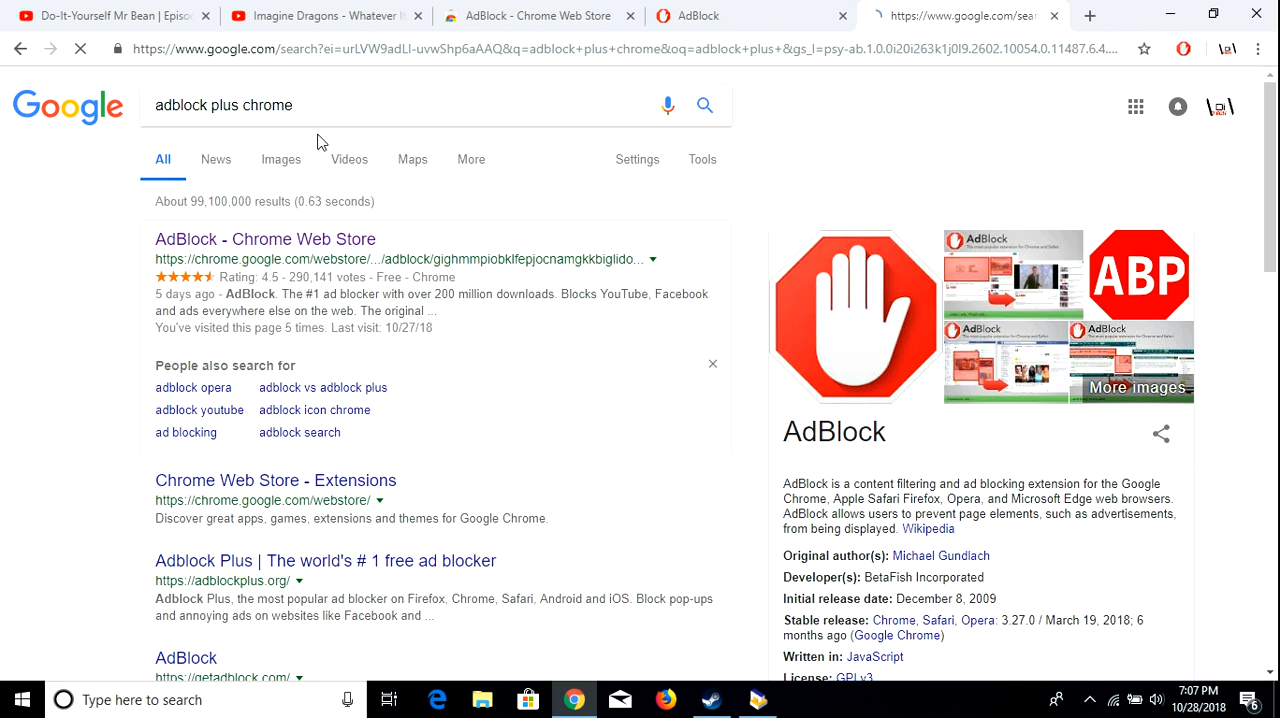 Do-It-Yourself Mr Bean | Episo
Imagine Dragons - Whatever It
AdBlock - Chrome Web Store
AdBlock
https://www.google.com/sear
https://www.google.com/search?ei=urLVW9adLI-uvwShp6aAAQ&q=adblock+plus+chrome&oq=adblock+plus+&gs_l=psy-ab.1.0.0i20i263k1j0l9.2602.10054.0.11487.6.4....
Google
adblock plus chrome
All News Images Videos Maps More Settings Tools
About 99,100,000 results (0.63 seconds)
AdBlock - Chrome Web Store
https://chrome.google.com/webstore/.../adblock/gighmmpiobklfepjocnamgkkbiglido...
Rating: 4.5 - 290,141 votes - Free - Chrome
5 days ago - AdBlock. The #1 ad blocker with over 200 million downloads. Blocks YouTube, Facebook
and ads everywhere else on the web. The original ...
You've visited this page 5 times. Last visit: 10/27/18
People also search for
adblock opera adblock vs adblock plus
adblock youtube adblock icon chrome
ad blocking adblock search
Chrome Web Store - Extensions
https://chrome.google.com/webstore/
Discover great apps, games, extensions and themes for Google Chrome.
Adblock Plus | The world's # 1 free ad blocker
https://adblockplus.org/
Adblock Plus, the most popular ad blocker on Firefox, Chrome, Safari, Android and iOS. Block pop-ups
and annoying ads on websites like Facebook and ...
AdBlock
https://getadblock.com/
AdBlock
ABP
AdBlock
AdBlock
More images
AdBlock
AdBlock is a content filtering and ad blocking extension for the Google
Chrome, Apple Safari Firefox, Opera, and Microsoft Edge web browsers.
AdBlock allows users to prevent page elements, such as advertisements,
from being displayed. Wikipedia
Original author(s): Michael Gundlach
Developer(s): BetaFish Incorporated
Initial release date: December 8, 2009
Stable release: Chrome, Safari, Opera: 3.27.0 / March 19, 2018; 6
months ago (Google Chrome)
Written in: JavaScript
License: GPLv3
Type here to search
7:07 PM
10/28/2018
6